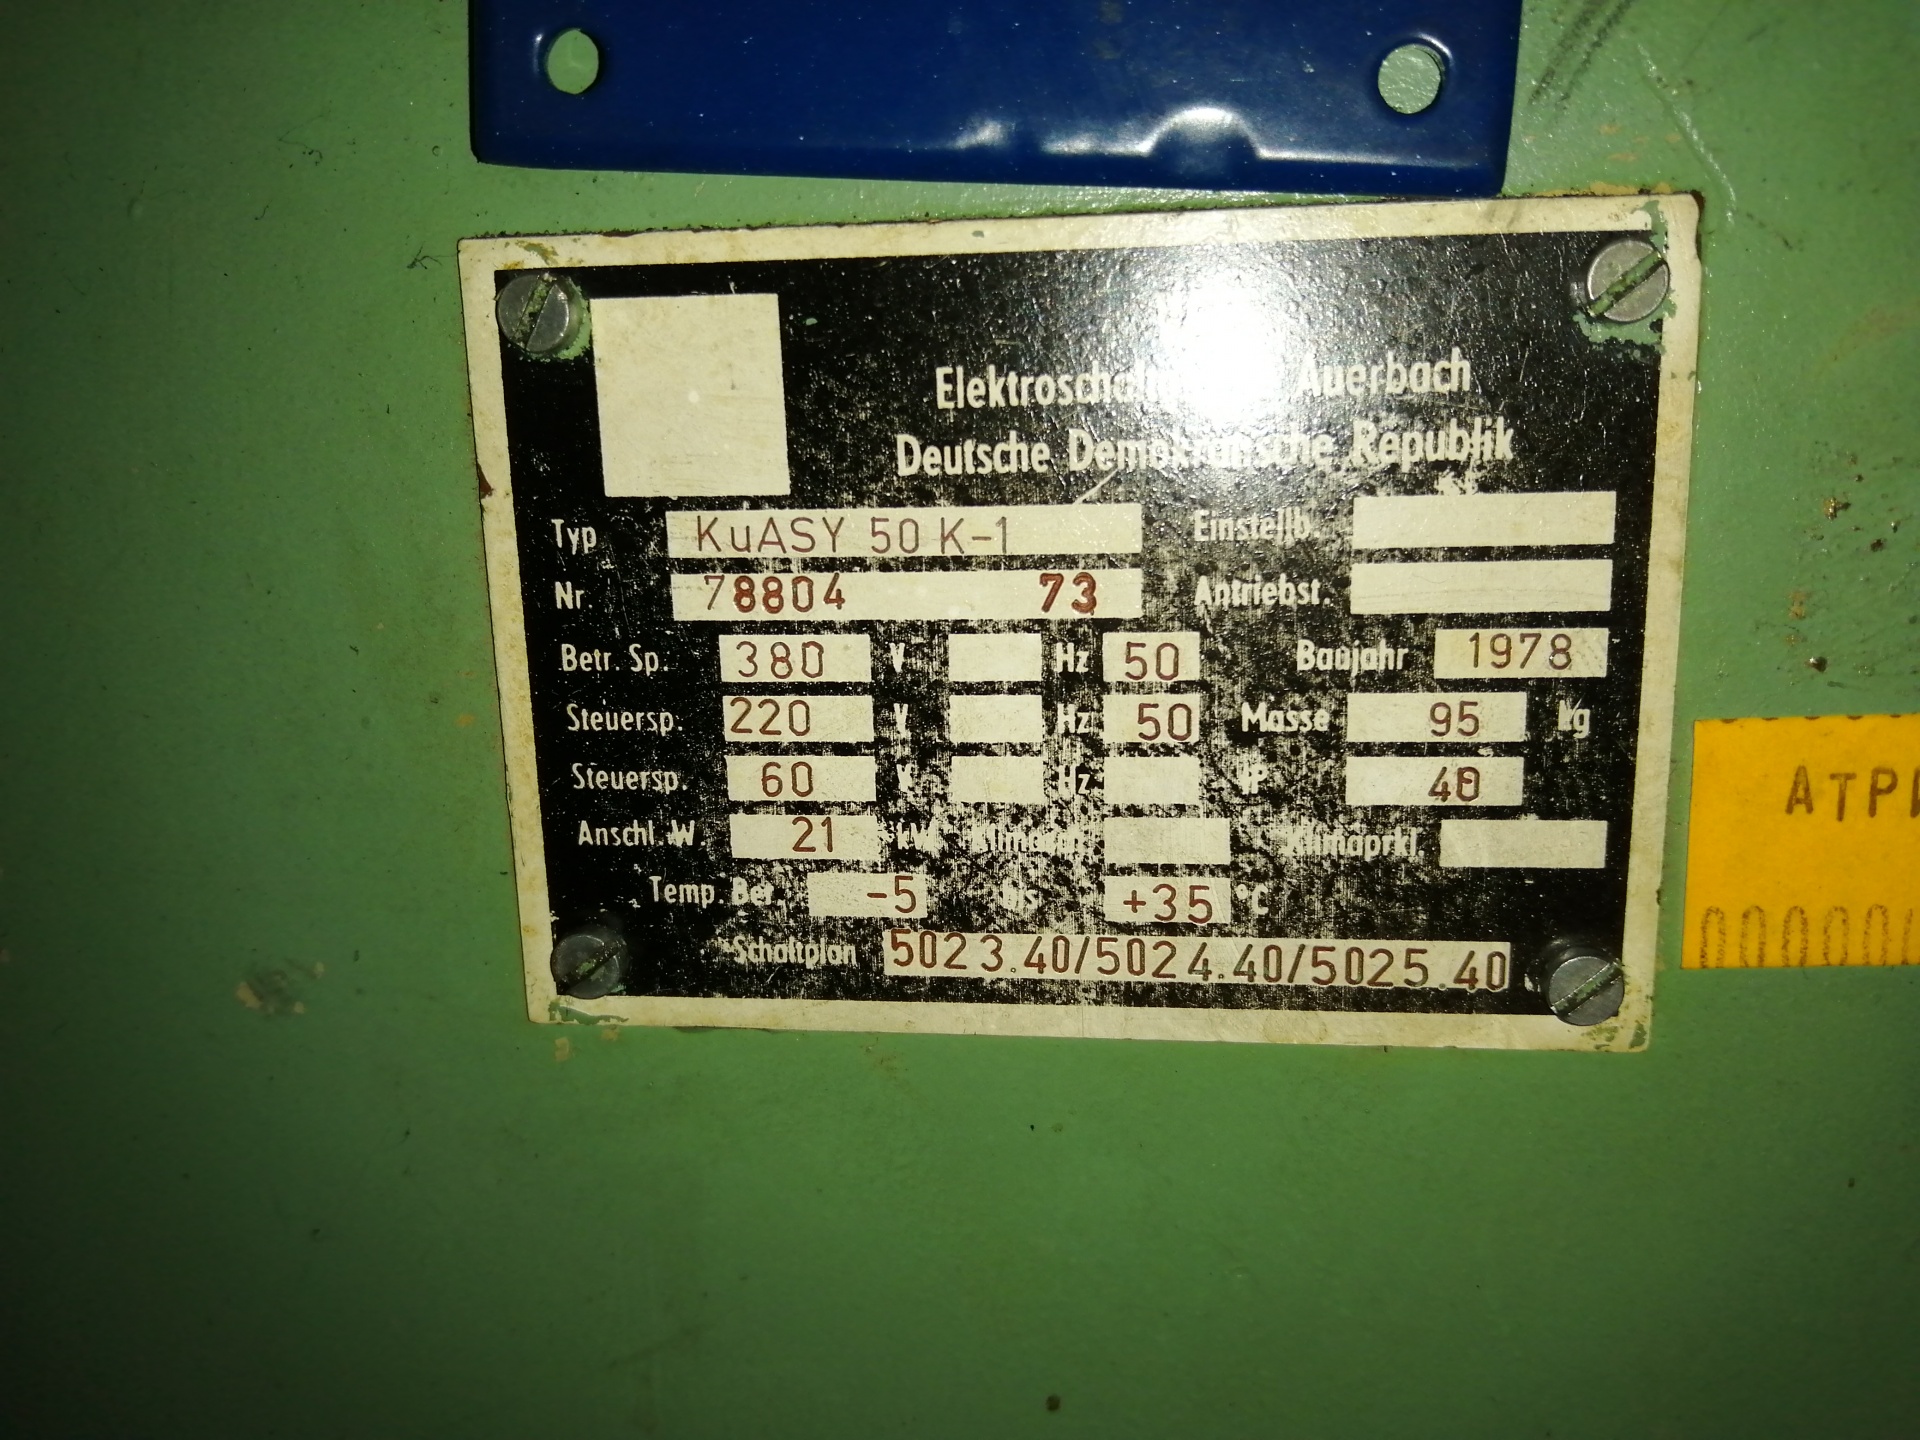 Auerbach
Deutsche Demokratische Republik
Typ KuASY 50 K-1 Einstellb.
Nr. 78804 73 Antriebst.
Betr. Sp. 380 V Hz 50 Baujahr 1978
Steuersp. 220 V Hz 50 Masse 95 kg
Steuersp. 60 V Hz IP 40
Anschl.W. 21 kW Klimaprkl.
Temp. Ber. -5 bis +35 °C
Schaltplan 5023.40/5024.40/5025.40